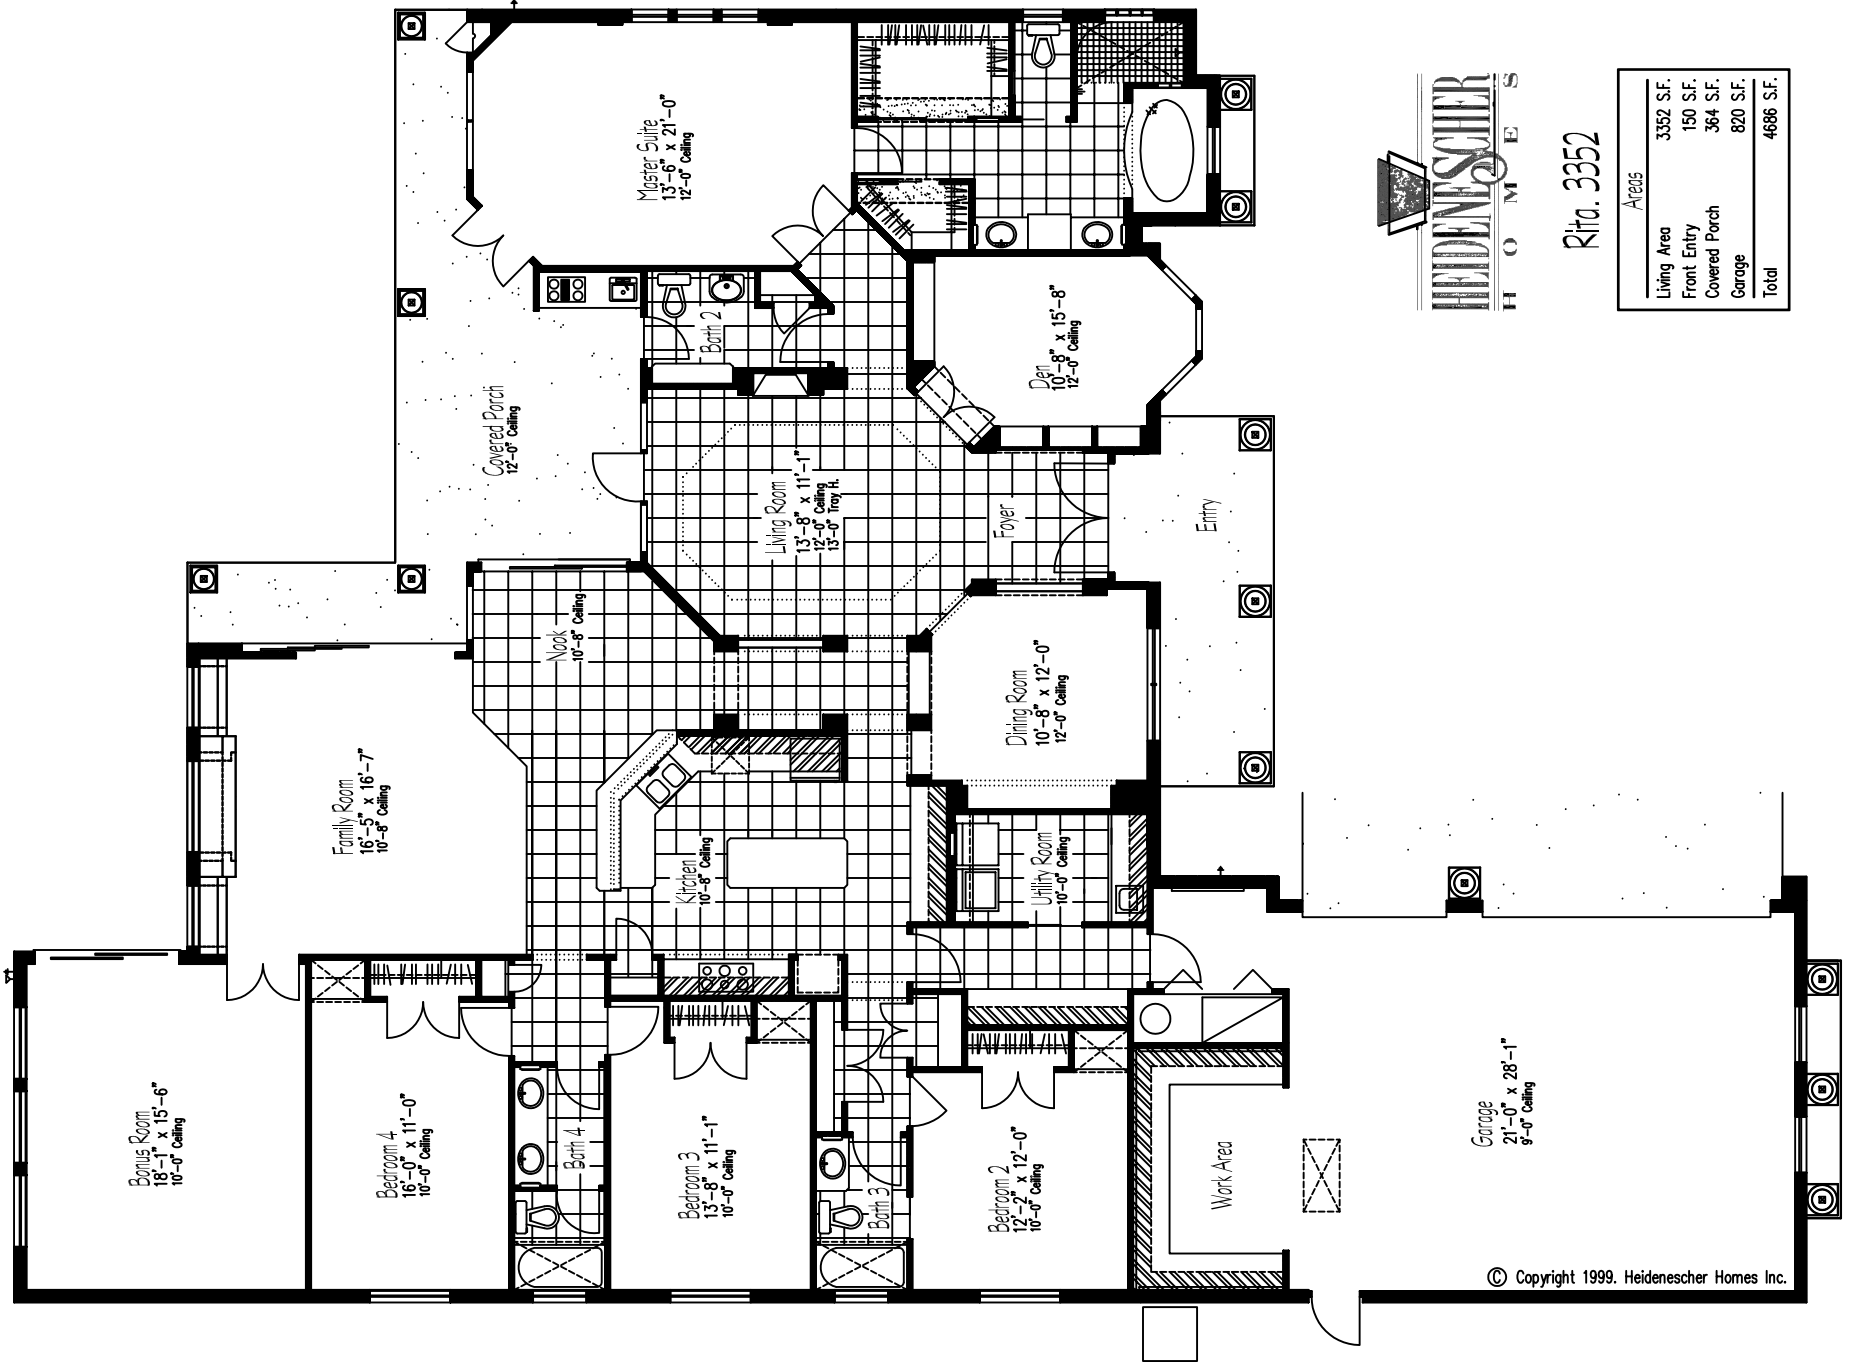 Master Suite
13'-6" x 21'-0"
12'-0" Ceiling
Covered Porch
12'-0" Ceiling
Bath 2
Den
10'-8" x 15'-8"
12'-0" Ceiling
Living Room
13'-8" x 11'-1"
12'-0" Ceiling
13'-0" Tray H.
Foyer
Entry
Nook
10'-8" Ceiling
Dining Room
10'-8" x 12'-0"
12'-0" Ceiling
Family Room
16'-5" x 16'-7"
10'-8" Ceiling
Kitchen
10'-8" Ceiling
Utility Room
10'-0" Ceiling
Bonus Room
18'-1" x 15'-6"
10'-0" Ceiling
Bedroom 4
16'-0" x 11'-0"
10'-0" Ceiling
Bath 4
Bedroom 3
13'-8" x 11'-1"
10'-0" Ceiling
Bath 3
Bedroom 2
12'-2" x 12'-0"
10'-0" Ceiling
Work Area
Garage
21'-0" x 28'-1"
9'-0" Ceiling
© Copyright 1999. Heidenescher Homes Inc.
HEIDENESCHER
HOMES
Rita. 3352
Areas
Living Area 3352 S.F.
Front Entry 150 S.F.
Covered Porch 364 S.F.
Garage 820 S.F.
Total 4686 S.F.